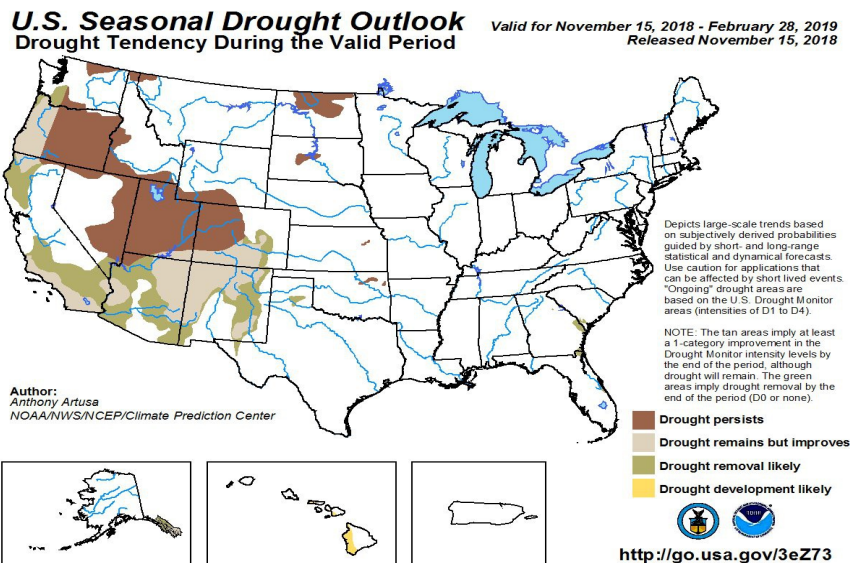 U.S. Seasonal Drought Outlook
Drought Tendency During the Valid Period
Valid for November 15, 2018 - February 28, 2019
Released November 15, 2018
Depicts large-scale trends based
on subjectively derived probabilities
guided by short- and long-range
statistical and dynamical forecasts.
Use caution for applications that
can be affected by short lived events.
"Ongoing" drought areas are
based on the U.S. Drought Monitor
areas (intensities of D1 to D4).
NOTE: The tan areas imply at least
a 1-category improvement in the
Drought Monitor intensity levels by
the end of the period, although
drought will remain. The green
areas imply drought removal by the
end of the period (D0 or none).
Author:
Anthony Artusa
NOAA/NWS/NCEP/Climate Prediction Center
Drought persists
Drought remains but improves
Drought removal likely
Drought development likely
http://go.usa.gov/3eZ73